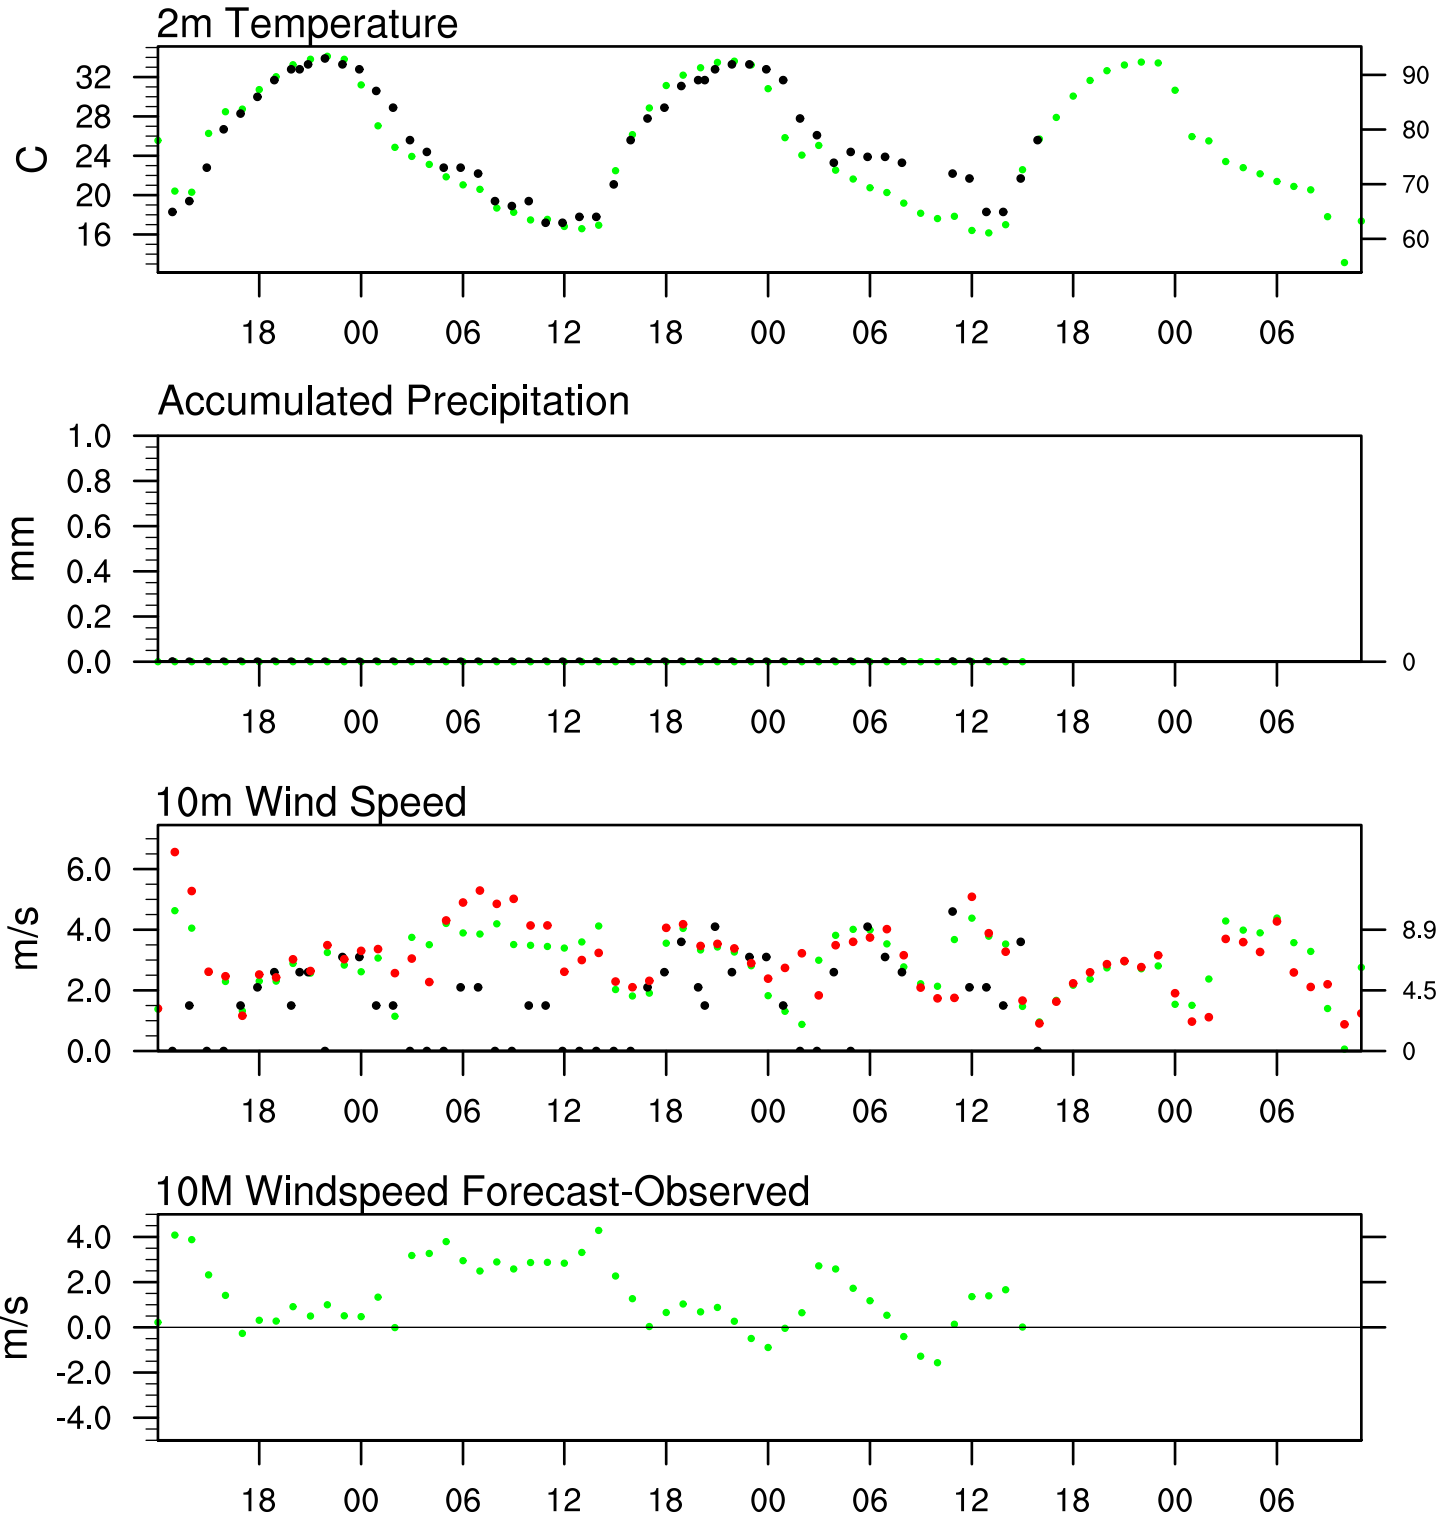 2m Temperature
32
28
24
20
16
C
90
80
70
60
18 00 06 12 18 00 06 12 18 00 06
Accumulated Precipitation
1.0
0.8
0.6
0.4
0.2
0.0
mm
0
18 00 06 12 18 00 06 12 18 00 06
10m Wind Speed
6.0
4.0
2.0
0.0
m/s
8.9
4.5
0
18 00 06 12 18 00 06 12 18 00 06
10M Windspeed Forecast-Observed
4.0
2.0
0.0
-2.0
-4.0
m/s
18 00 06 12 18 00 06 12 18 00 06